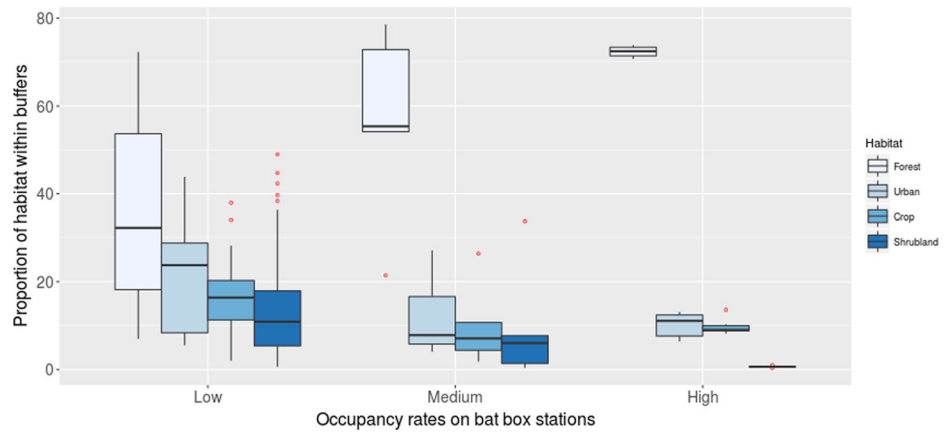 Proportion of habitat within buffers
80
60
40
20
0
Low Medium High
Occupancy rates on bat box stations
Habitat
Forest
Urban
Crop
Shrubland